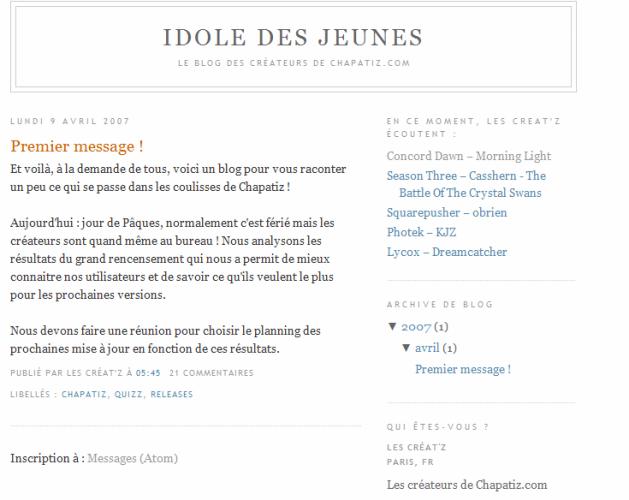 IDOLE DES JEUNES
LE BLOG DES CRÉATEURS DE CHAPATIZ.COM
LUNDI 9 AVRIL 2007
Premier message !
Et voilà, à la demande de tous, voici un blog pour vous raconter
un peu ce qui se passe dans les coulisses de Chapatiz !
Aujourd'hui : jour de Pâques, normalement c'est férié mais les
créateurs sont quand même au bureau ! Nous analysons les
résultats du grand rencensement qui nous a permit de mieux
connaitre nos utilisateurs et de savoir ce qu'ils veulent le plus
pour les prochaines versions.
Nous devons faire une réunion pour choisir le planning des
prochaines mise à jour en fonction de ces résultats.
PUBLIÉ PAR LES CRÉAT'Z À 05:45 21 COMMENTAIRES
LIBELLÉS : CHAPATIZ, QUIZZ, RELEASES
Inscription à : Messages (Atom)
EN CE MOMENT, LES CREAT'Z
ÉCOUTENT :
Concord Dawn – Morning Light
Season Three – Casshern - The
Battle Of The Crystal Swans
Squarepusher – obrien
Photek – KJZ
Lycox – Dreamcatcher
ARCHIVE DE BLOG
▼ 2007 (1)
▼ avril (1)
Premier message !
QUI ÊTES-VOUS ?
LES CRÉAT'Z
PARIS, FR
Les créateurs de Chapatiz.com